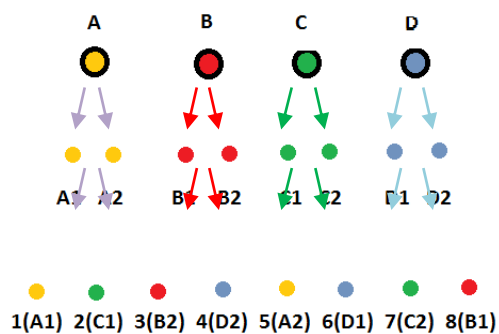 A B C D
A1 A2 B1 B2 C1 C2 D1 D2
1(A1) 2(C1) 3(B2) 4(D2) 5(A2) 6(D1) 7(C2) 8(B1)